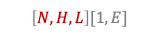 [N, H, L][1, E]